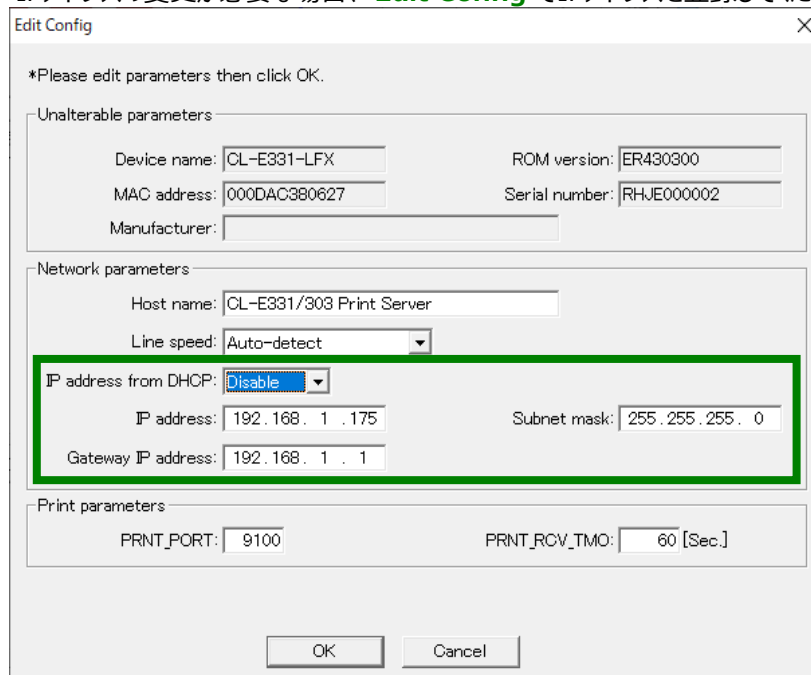 Edit Config
Edit Config
*Please edit parameters then click OK.
Unalterable parameters
Device name: CL-E331-LFX ROM version: ER430300
MAC address: 000DAC380627 Serial number: RHJE000002
Manufacturer:
Network parameters
Host name: CL-E331/303 Print Server
Line speed: Auto-detect
IP address from DHCP: Disable
IP address: 192.168. 1 .175 Subnet mask: 255.255.255. 0
Gateway IP address: 192.168. 1 . 1
Print parameters
PRNT_PORT: 9100 PRNT_RCV_TMO: 60 [Sec.]
OK Cancel